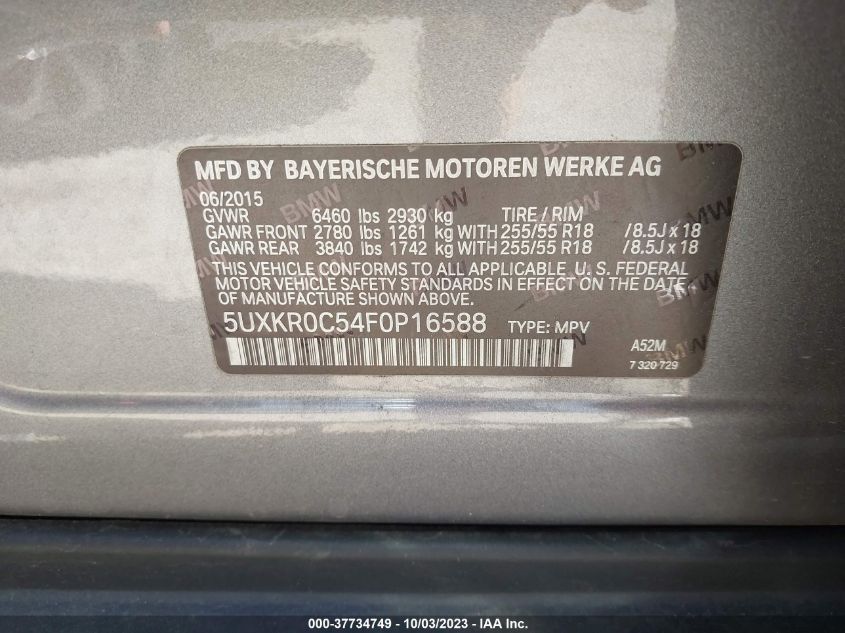 MFD BY BAYERISCHE MOTOREN WERKE AG
06/2015
GVWR 6460 lbs 2930 kg TIRE / RIM
GAWR FRONT 2780 lbs 1261 kg WITH 255/55 R18 /8.5J x 18
GAWR REAR 3840 lbs 1742 kg WITH 255/55 R18 /8.5J x 18
THIS VEHICLE CONFORMS TO ALL APPLICABLE U. S. FEDERAL
MOTOR VEHICLE SAFETY STANDARDS IN EFFECT ON THE DATE
OF MANUFACTURE SHOWN ABOVE.
5UXKR0C54F0P16588 TYPE: MPV
A52M
7 320 729
000-37734749 - 10/03/2023 - © IAA Inc.